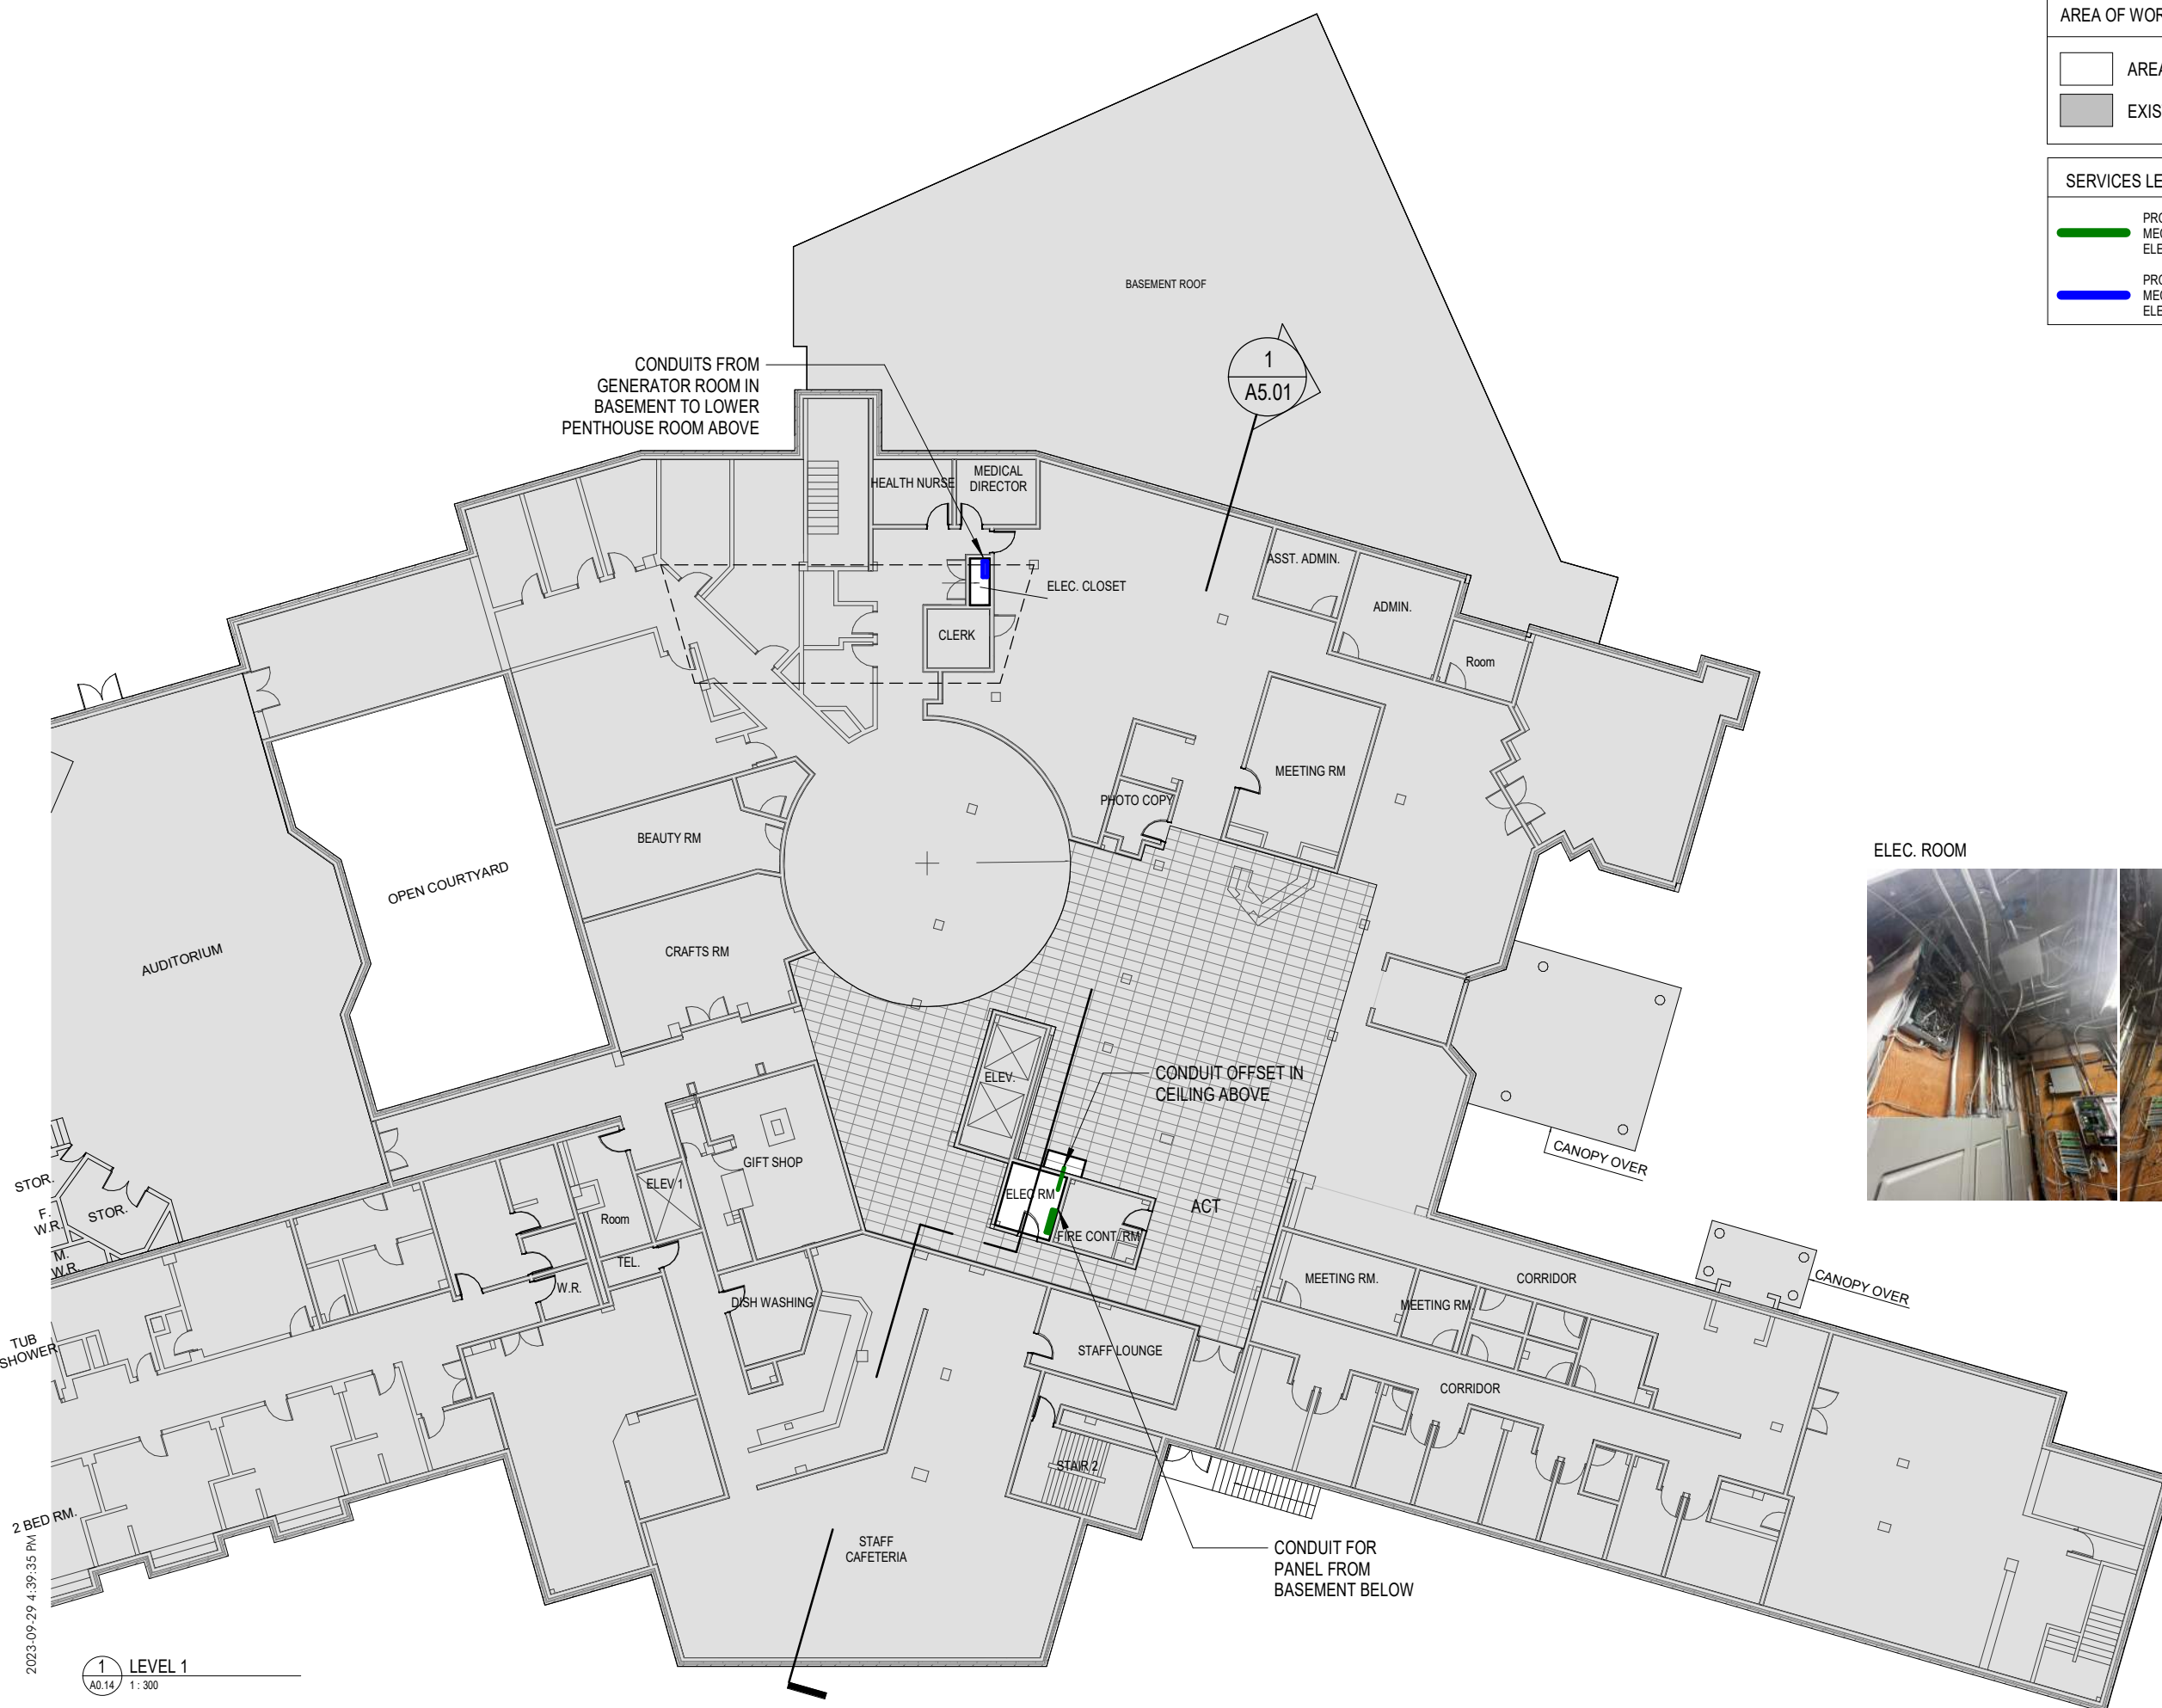 AREA OF WOR
AREA
EXIS
SERVICES LE
PRO
MEC
ELE
PRO
MEC
ELE
BASEMENT ROOF
1
A5.01
CONDUITS FROM
GENERATOR ROOM IN
BASEMENT TO LOWER
PENTHOUSE ROOM ABOVE
HEALTH NURSE
MEDICAL
DIRECTOR
ASST. ADMIN.
ELEC. CLOSET
ADMIN.
CLERK
Room
MEETING RM
PHOTO COPY
BEAUTY RM
OPEN COURTYARD
ELEC. ROOM
CRAFTS RM
AUDITORIUM
ELEV.
CONDUIT OFFSET IN
CEILING ABOVE
CANOPY OVER
GIFT SHOP
STOR.
ELEV 1
ELEC RM
ACT
F.
W.R.
STOR.
Room
FIRE CONT. RM
M.
W.R.
TEL.
W.R.
MEETING RM.
CORRIDOR
CANOPY OVER
DISH WASHING
MEETING RM.
TUB
SHOWER
STAFF LOUNGE
CORRIDOR
STAIR 2
2 BED RM.
STAFF
CAFETERIA
CONDUIT FOR
PANEL FROM
BASEMENT BELOW
2023-09-29 4:39:35 PM
1
A0.14
LEVEL 1
1 : 300